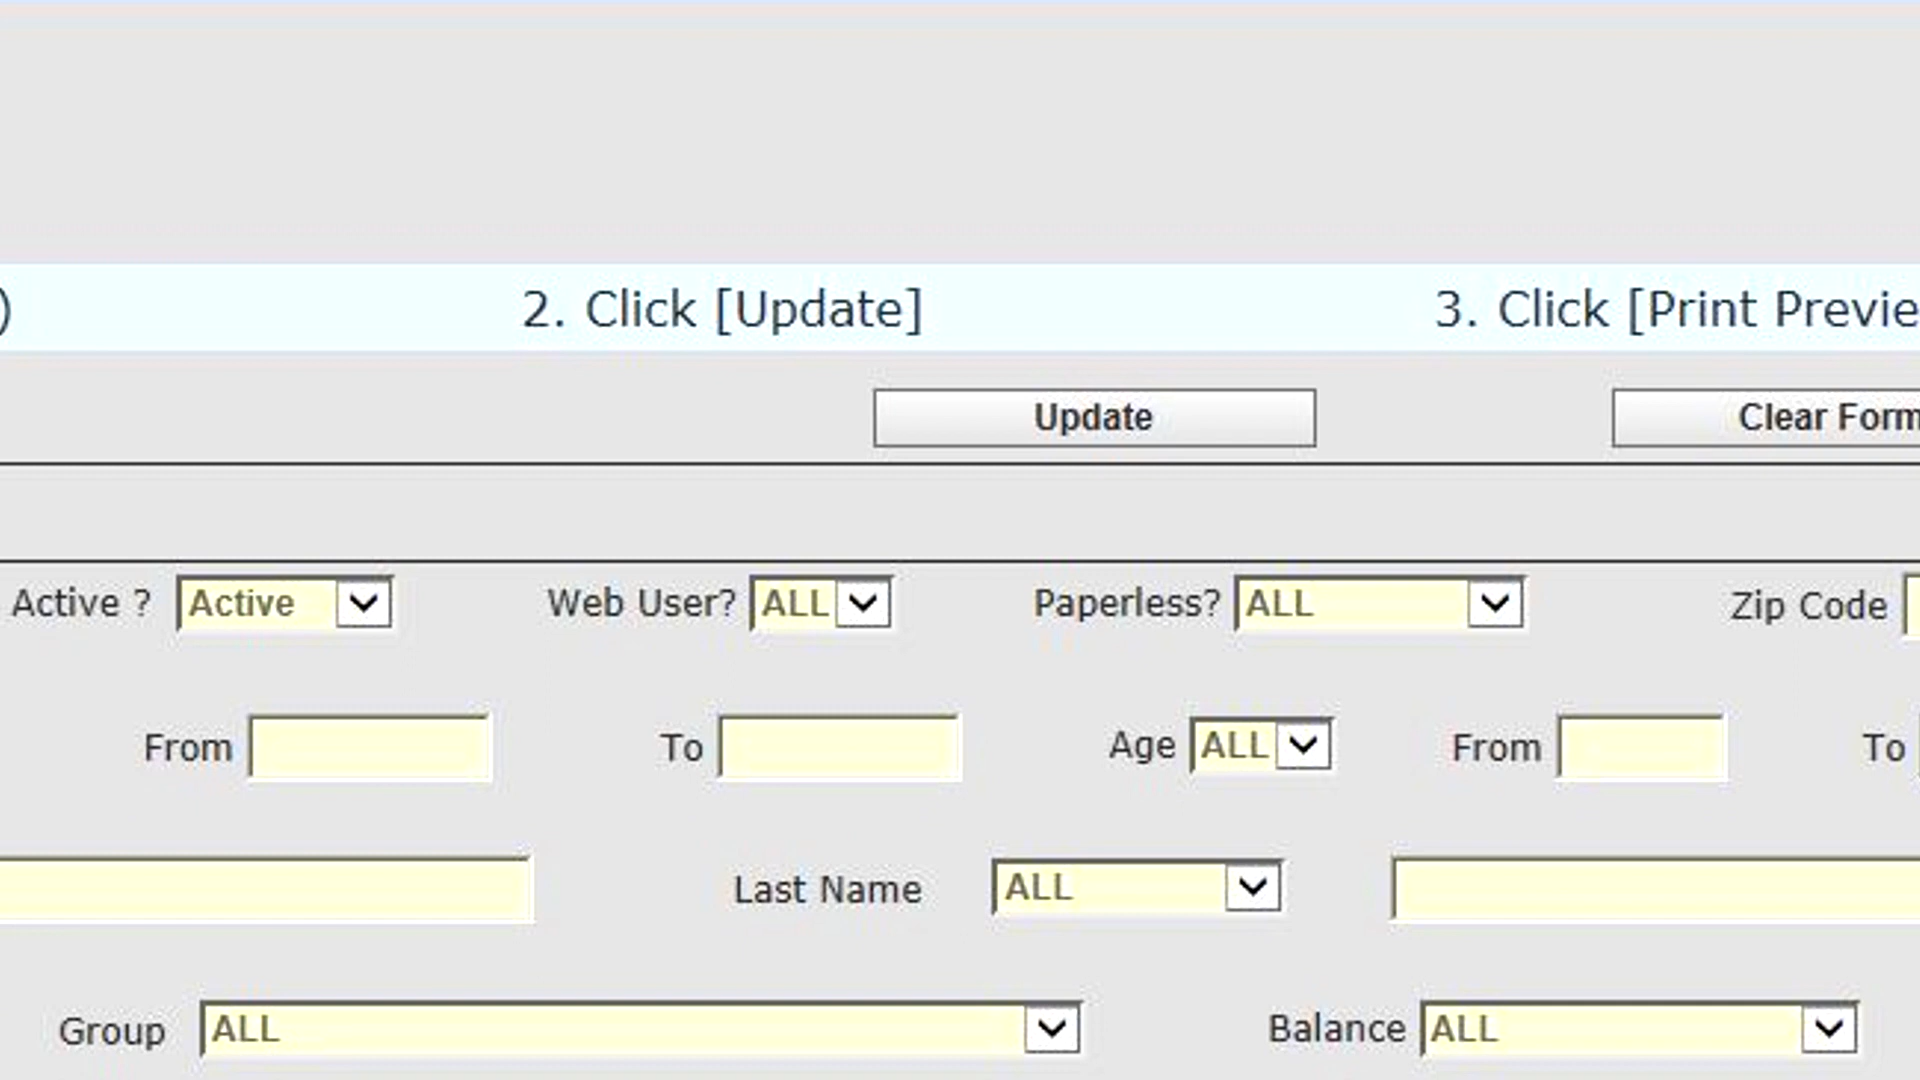 ) 2. Click [Update] 3. Click [Print Previe
Update Clear Form
Active ? Active Web User? ALL Paperless? ALL Zip Code
From To Age ALL From To
Last Name ALL
Group ALL Balance ALL